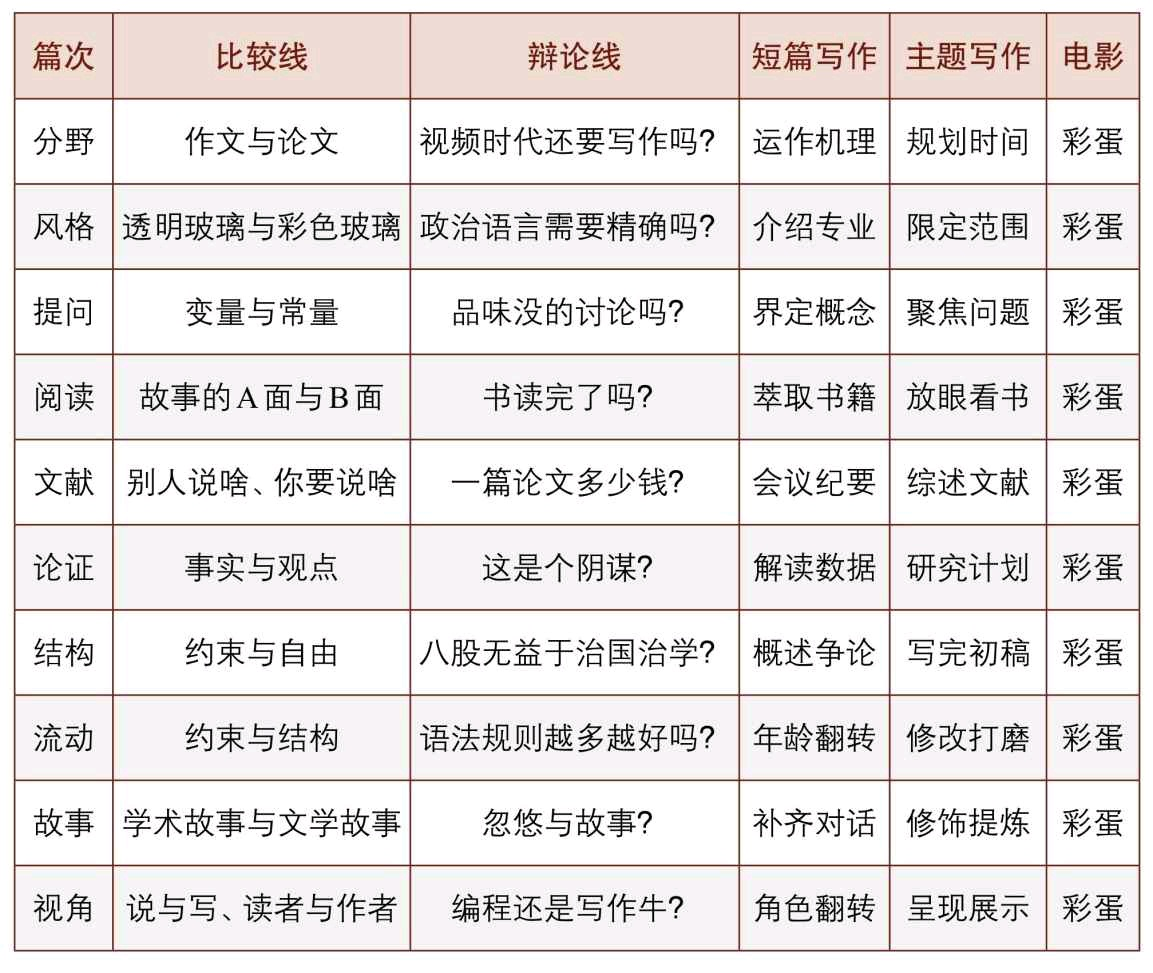 篇次 比较线 辩论线 短篇写作 主题写作 电影
分野 作文与论文 视频时代还要写作吗? 运作机理 规划时间 彩蛋
风格 透明玻璃与彩色玻璃 政治语言需要精确吗? 介绍专业 限定范围 彩蛋
提问 变量与常量 品味没的讨论吗? 界定概念 聚焦问题 彩蛋
阅读 故事的A面与B面 书读完了吗? 萃取书籍 放眼看书 彩蛋
文献 别人说啥、你要说啥 一篇论文多少钱? 会议纪要 综述文献 彩蛋
论证 事实与观点 这是个阴谋? 解读数据 研究计划 彩蛋
结构 约束与自由 八股无益于治国治学? 概述争论 写完初稿 彩蛋
流动 约束与结构 语法规则越多越好吗? 年龄翻转 修改打磨 彩蛋
故事 学术故事与文学故事 忽悠与故事? 补齐对话 修饰提炼 彩蛋
视角 说与写、读者与作者 编程还是写作牛? 角色翻转 呈现展示 彩蛋